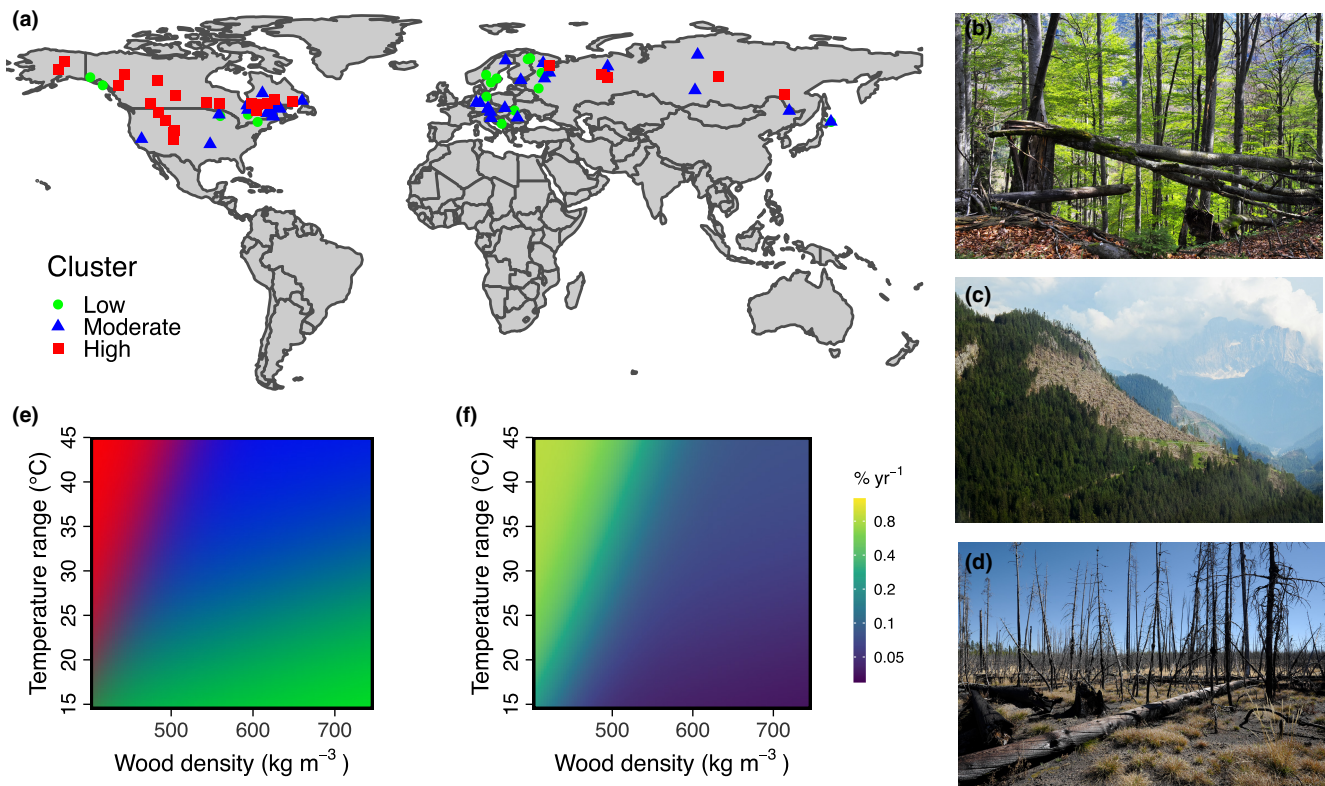 (a)
Cluster
Low
Moderate
High
(b)
(c)
(d)
(e)
Temperature range (°C)
45
40
35
30
25
20
15
500
600
700
Wood density (kg m⁻³ )
(f)
Temperature range (°C)
45
40
35
30
25
20
15
500
600
700
Wood density (kg m⁻³ )
% yr⁻¹
0.8
0.4
0.2
0.1
0.05